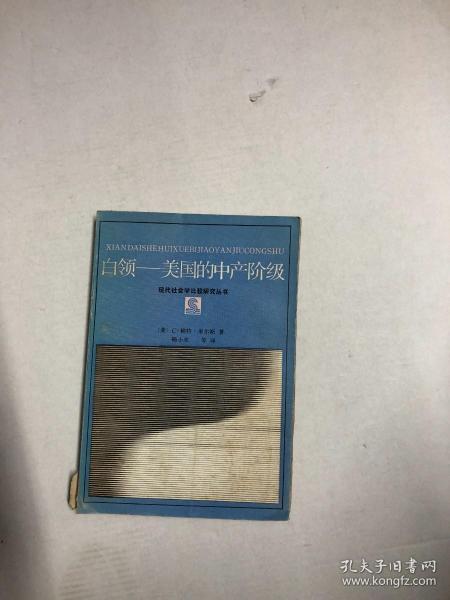 XIANDAISHEHUIXUEBIJIAOYANJIUCONGSHU
白领——美国的中产阶级
现代社会学比较研究丛书
〔美〕C·赖特·米尔斯 著
杨小东 等 译
孔夫子旧书网
www.kongfz.com